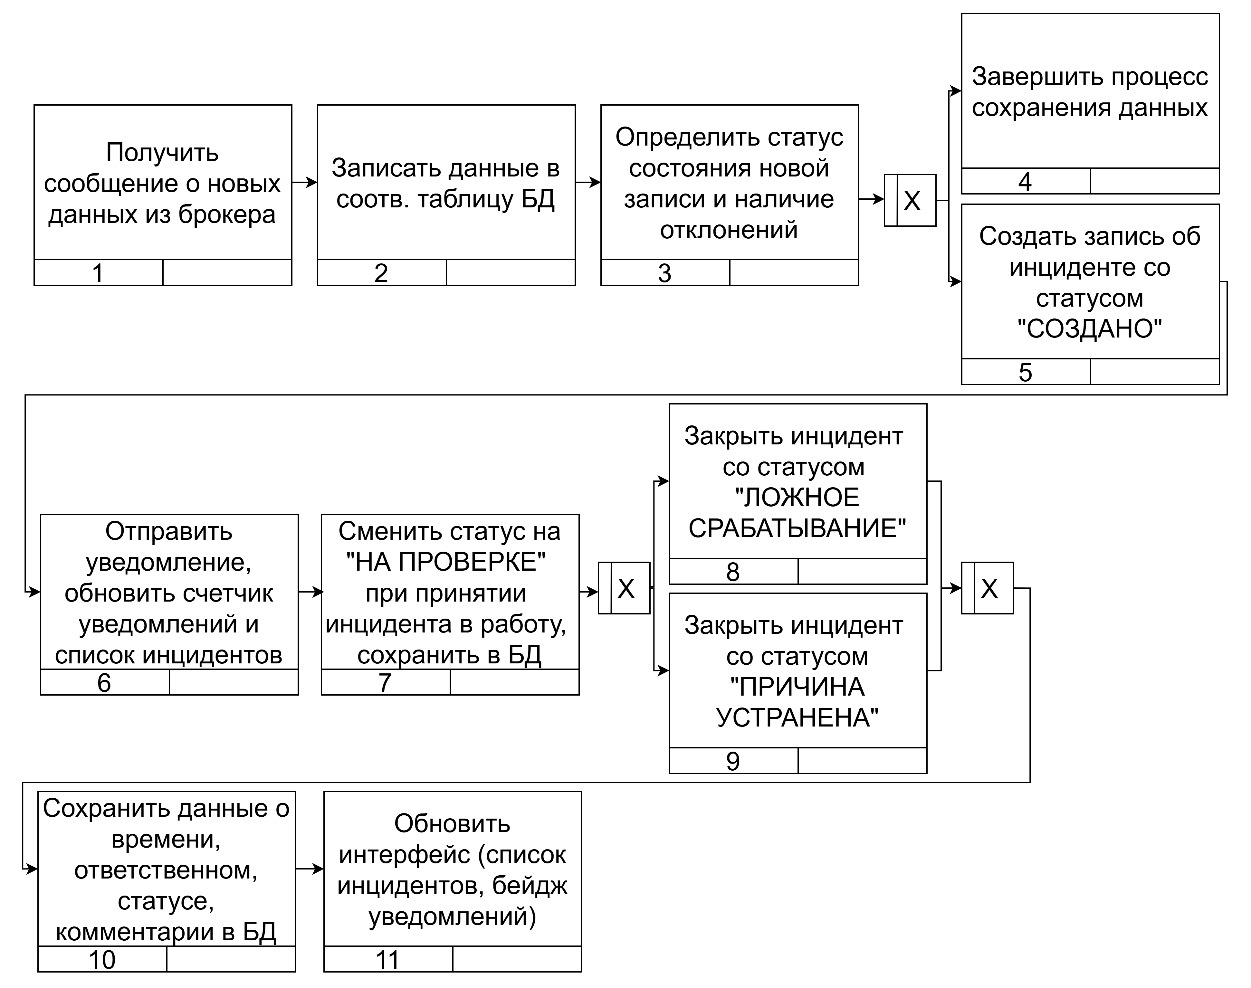 Получить
сообщение о новых
данных из брокера
1
Записать данные в
соотв. таблицу БД
2
Определить статус
состояния новой
записи и наличие
отклонений
3
X
Завершить процесс
сохранения данных
4
Создать запись об
инциденте со
статусом
"СОЗДАНО"
5
Отправить
уведомление,
обновить счетчик
уведомлений и
список инцидентов
6
Сменить статус на
"НА ПРОВЕРКЕ"
при принятии
инцидента в работу,
сохранить в БД
7
X
Закрыть инцидент
со статусом
"ЛОЖНОЕ
СРАБАТЫВАНИЕ"
8
Закрыть инцидент
со статусом
"ПРИЧИНА
УСТРАНЕНА"
9
X
Сохранить данные о
времени,
ответственном,
статусе,
комментарии в БД
10
Обновить
интерфейс (список
инцидентов, бейдж
уведомлений)
11